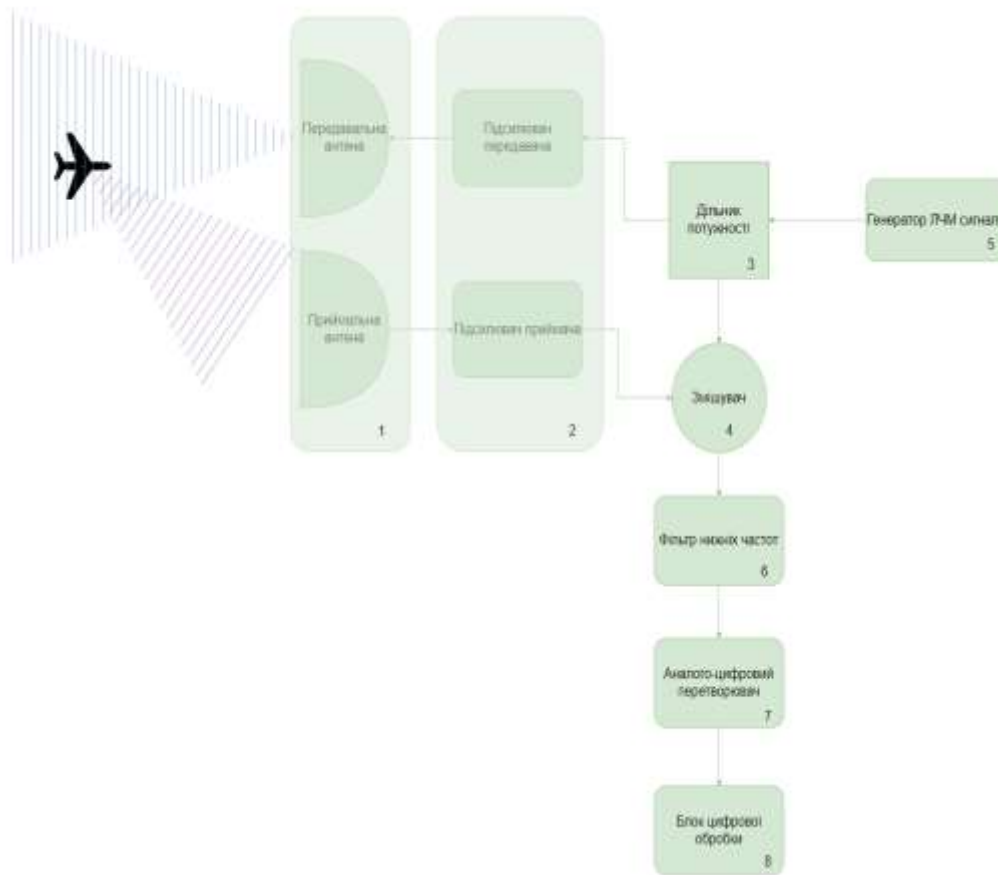 Передавальна
антена
Підсилювач
передавача
Дільник
потужності
3
Генератор ЛЧМ сигнал
5
Приймальна
антена
Підсилювач приймача
1
2
Змішувач
4
Фільтр нижніх частот
6
Аналого-цифровий
перетворювач
7
Блок цифрової
обробки
8